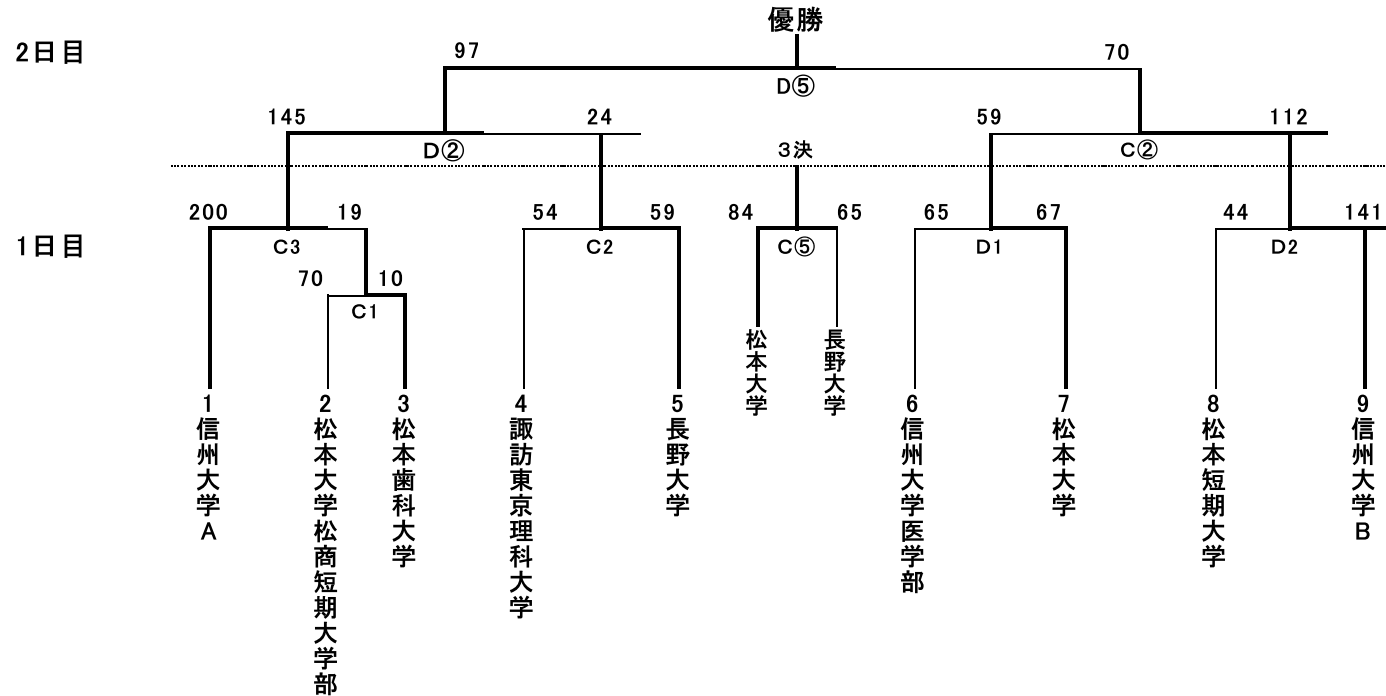 優勝
2日目
97
70
D⑤
145
24
59
112
D②
3決
C②
1日目
200
19
54
59
84
65
65
67
44
141
C3
C2
C⑤
D1
D2
70
10
C1
松本大学
長野大学
1
信州大学A
2
松本大学松商短期大学部
3
松本歯科大学
4
諏訪東京理科大学
5
長野大学
6
信州大学医学部
7
松本大学
8
松本短期大学
9
信州大学B